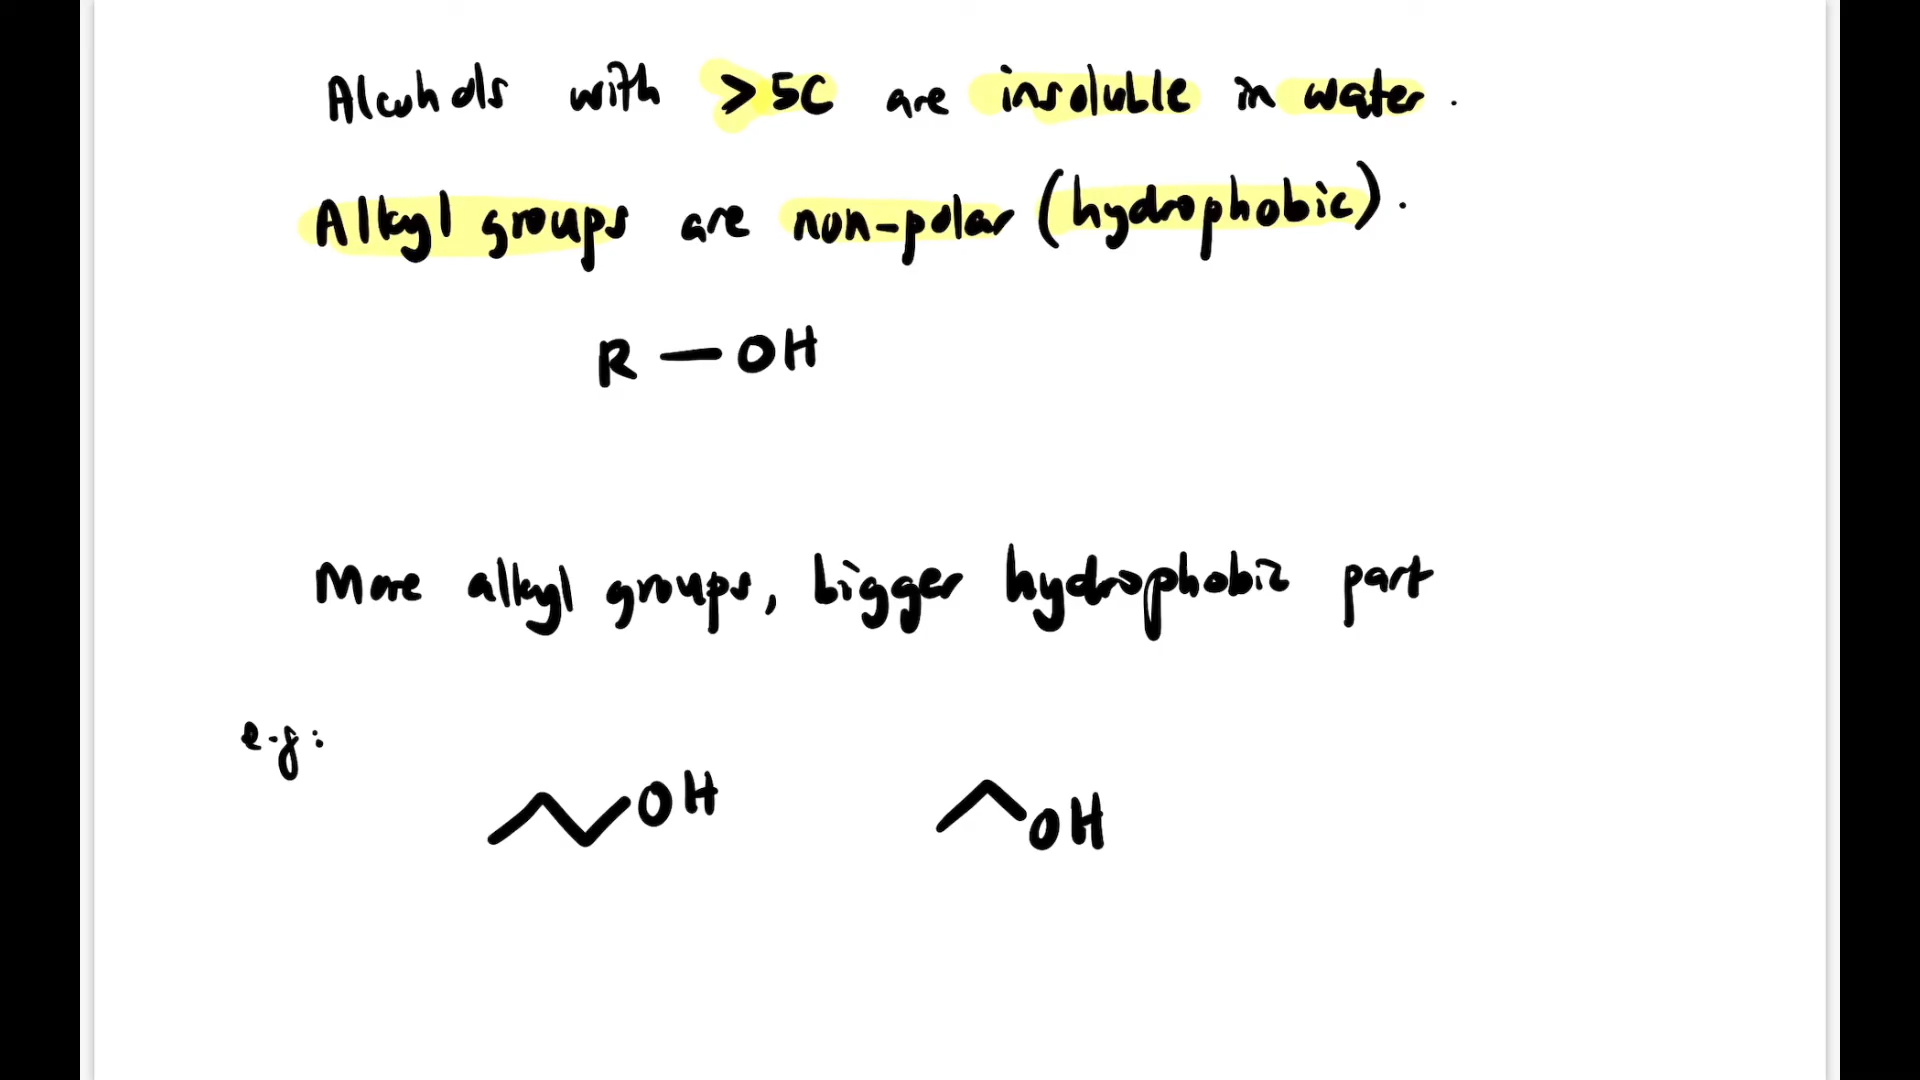 Alcohols with >5C are insoluble in water.
Alkyl groups are non-polar (hydrophobic).
R — OH
More alkyl groups, bigger hydrophobic part
e.g:
OH OH